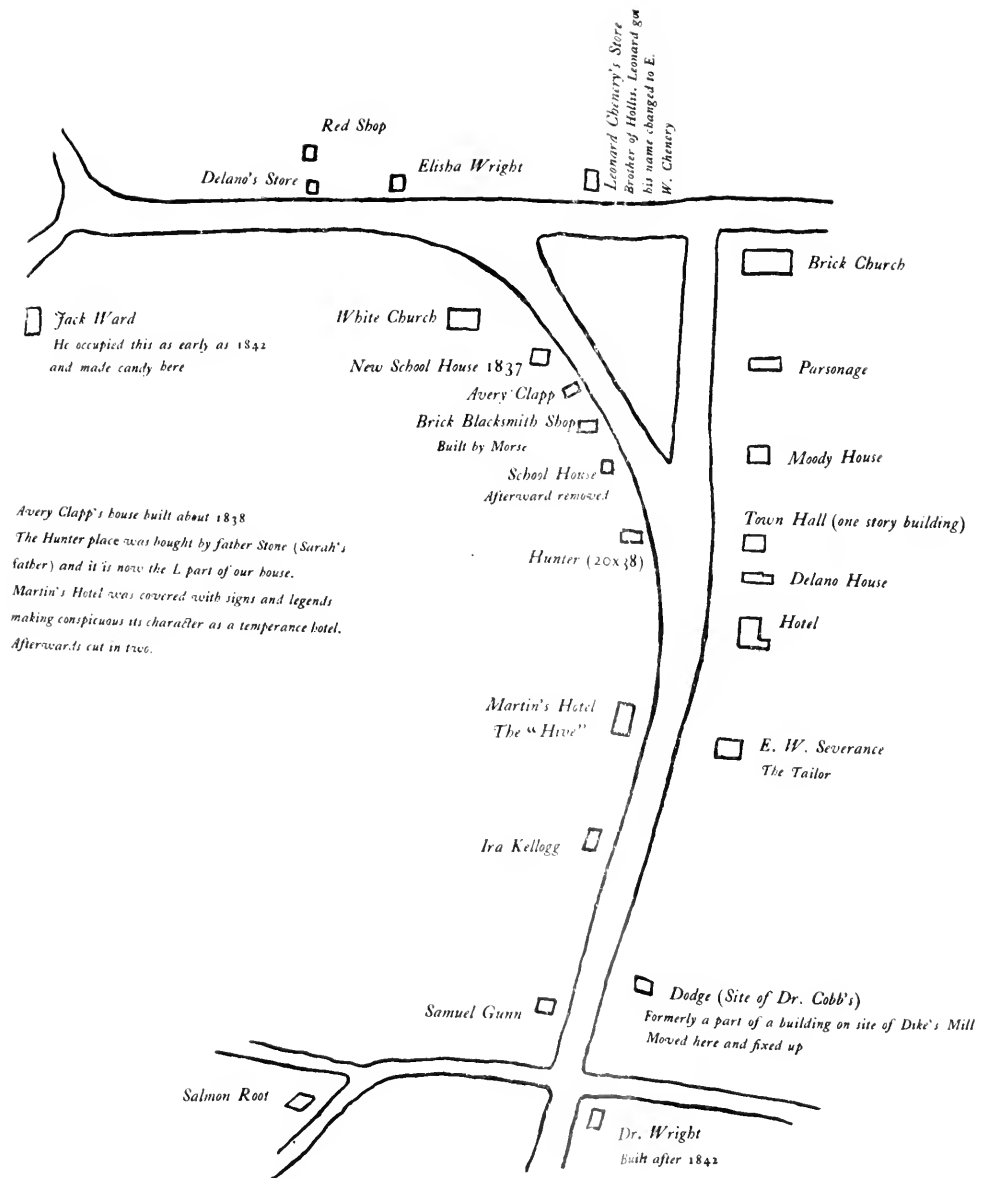 Leonard Chenery's Store
Brother of Hollis. Leonard got
his name changed to E.
W. Chenery
Red Shop
Delano's Store
Elisha Wright
Brick Church
Jack Ward
He occupied this as early as 1842
and made candy here
White Church
New School House 1837
Parsonage
Avery Clapp
Brick Blacksmith Shop
Built by Morse
Moody House
School House
Afterward removed
Avery Clapp's house built about 1838
The Hunter place was bought by father Stone (Sarah's
father) and it is now the L part of our house.
Martin's Hotel was covered with signs and legends
making conspicuous its character as a temperance hotel.
Afterwards cut in two.
Town Hall (one story building)
Hunter (20x38)
Delano House
Hotel
Martin's Hotel
The "Hive"
E. W. Severance
The Tailor
Ira Kellogg
Dodge (Site of Dr. Cobb's)
Formerly a part of a building on site of Dike's Mill
Moved here and fixed up
Samuel Gunn
Salmon Root
Dr. Wright
Built after 1842